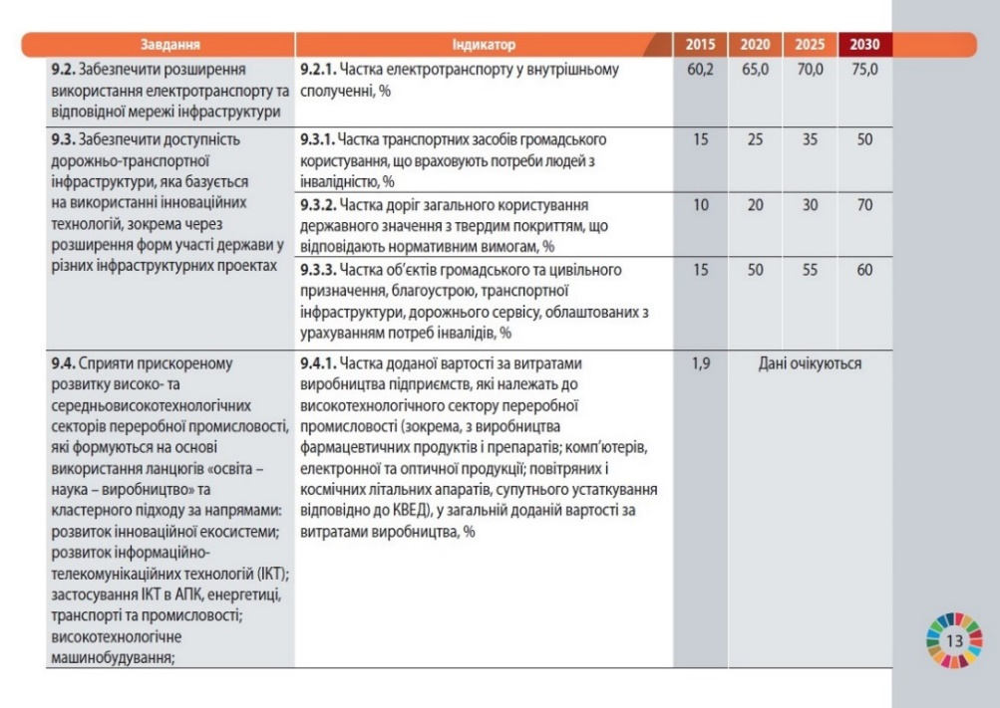 Завдання Індикатор 2015 2020 2025 2030
9.2. Забезпечити розширення
використання електротранспорту та
відповідної мережі інфраструктури
9.2.1. Частка електротранспорту у внутрішньому
сполученні, %
60,2 65,0 70,0 75,0
9.3. Забезпечити доступність
дорожньо-транспортної
інфраструктури, яка базується
на використанні інноваційних
технологій, зокрема через
розширення форм участі держави у
різних інфраструктурних проектах
9.3.1. Частка транспортних засобів громадського
користування, що враховують потреби людей з
інвалідністю, %
15 25 35 50
9.3.2. Частка доріг загального користування
державного значення з твердим покриттям, що
відповідають нормативним вимогам, %
10 20 30 70
9.3.3. Частка об’єктів громадського та цивільного
призначення, благоустрою, транспортної
інфраструктури, дорожнього сервісу, облаштованих з
урахуванням потреб інвалідів, %
15 50 55 60
9.4. Сприяти прискореному
розвитку високо- та
середньовисокотехнологічних
секторів переробної промисловості,
які формуються на основі
використання ланцюгів «освіта –
наука – виробництво» та
кластерного підходу за напрямами:
розвиток інноваційної екосистеми;
розвиток інформаційно-
телекомунікаційних технологій (ІКТ);
застосування ІКТ в АПК, енергетиці,
транспорті та промисловості;
високотехнологічне
машинобудування;
9.4.1. Частка доданої вартості за витратами
виробництва підприємств, які належать до
високотехнологічного сектору переробної
промисловості (зокрема, з виробництва
фармацевтичних продуктів і препаратів; комп’ютерів,
електронної та оптичної продукції; повітряних і
космічних літальних апаратів, супутнього устаткування
відповідно до КВЕД), у загальній доданій вартості за
витратами виробництва, %
1,9 Дані очікуються
13